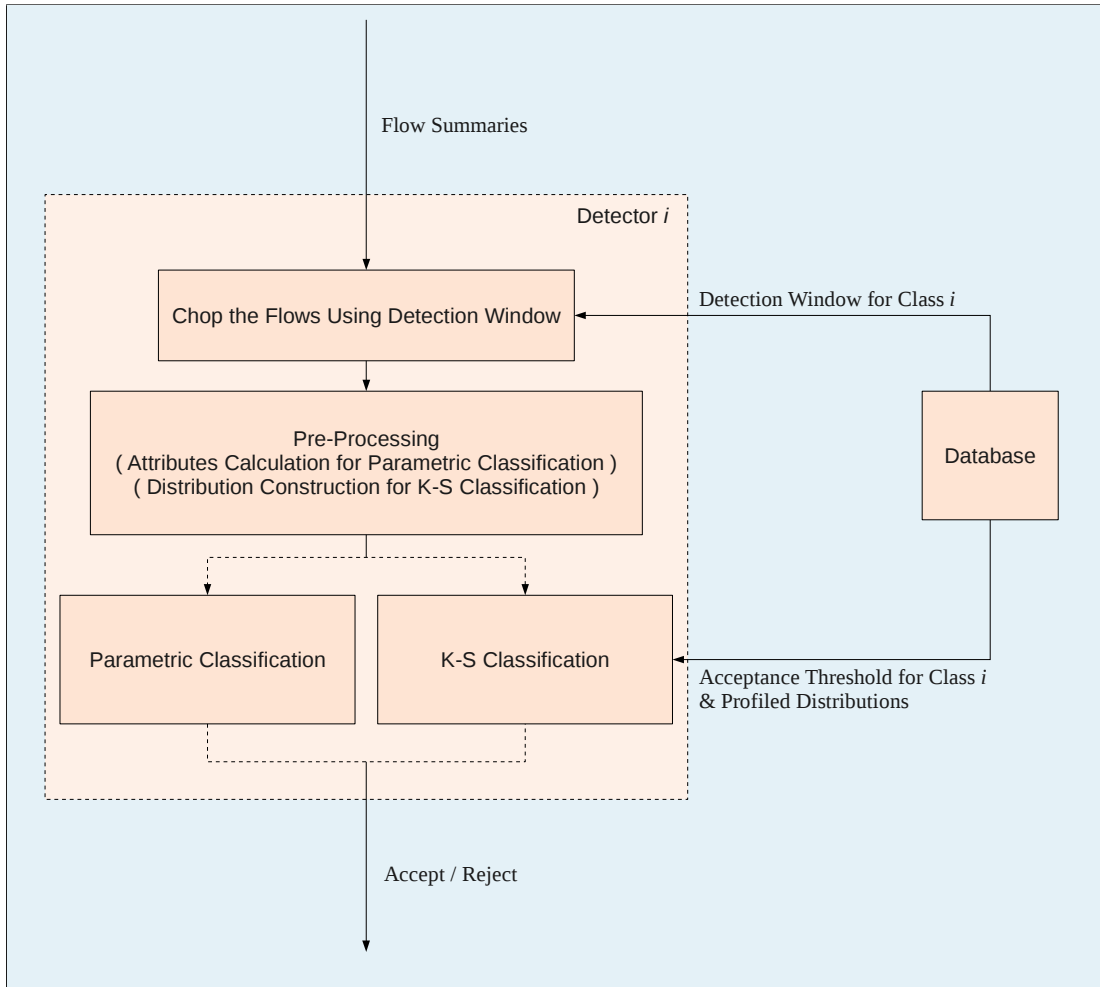 Flow Summaries
Detector i
Chop the Flows Using Detection Window
Detection Window for Class i
Pre-Processing
( Attributes Calculation for Parametric Classification )
( Distribution Construction for K-S Classification )
Database
Parametric Classification
K-S Classification
Acceptance Threshold for Class i
& Profiled Distributions
Accept / Reject